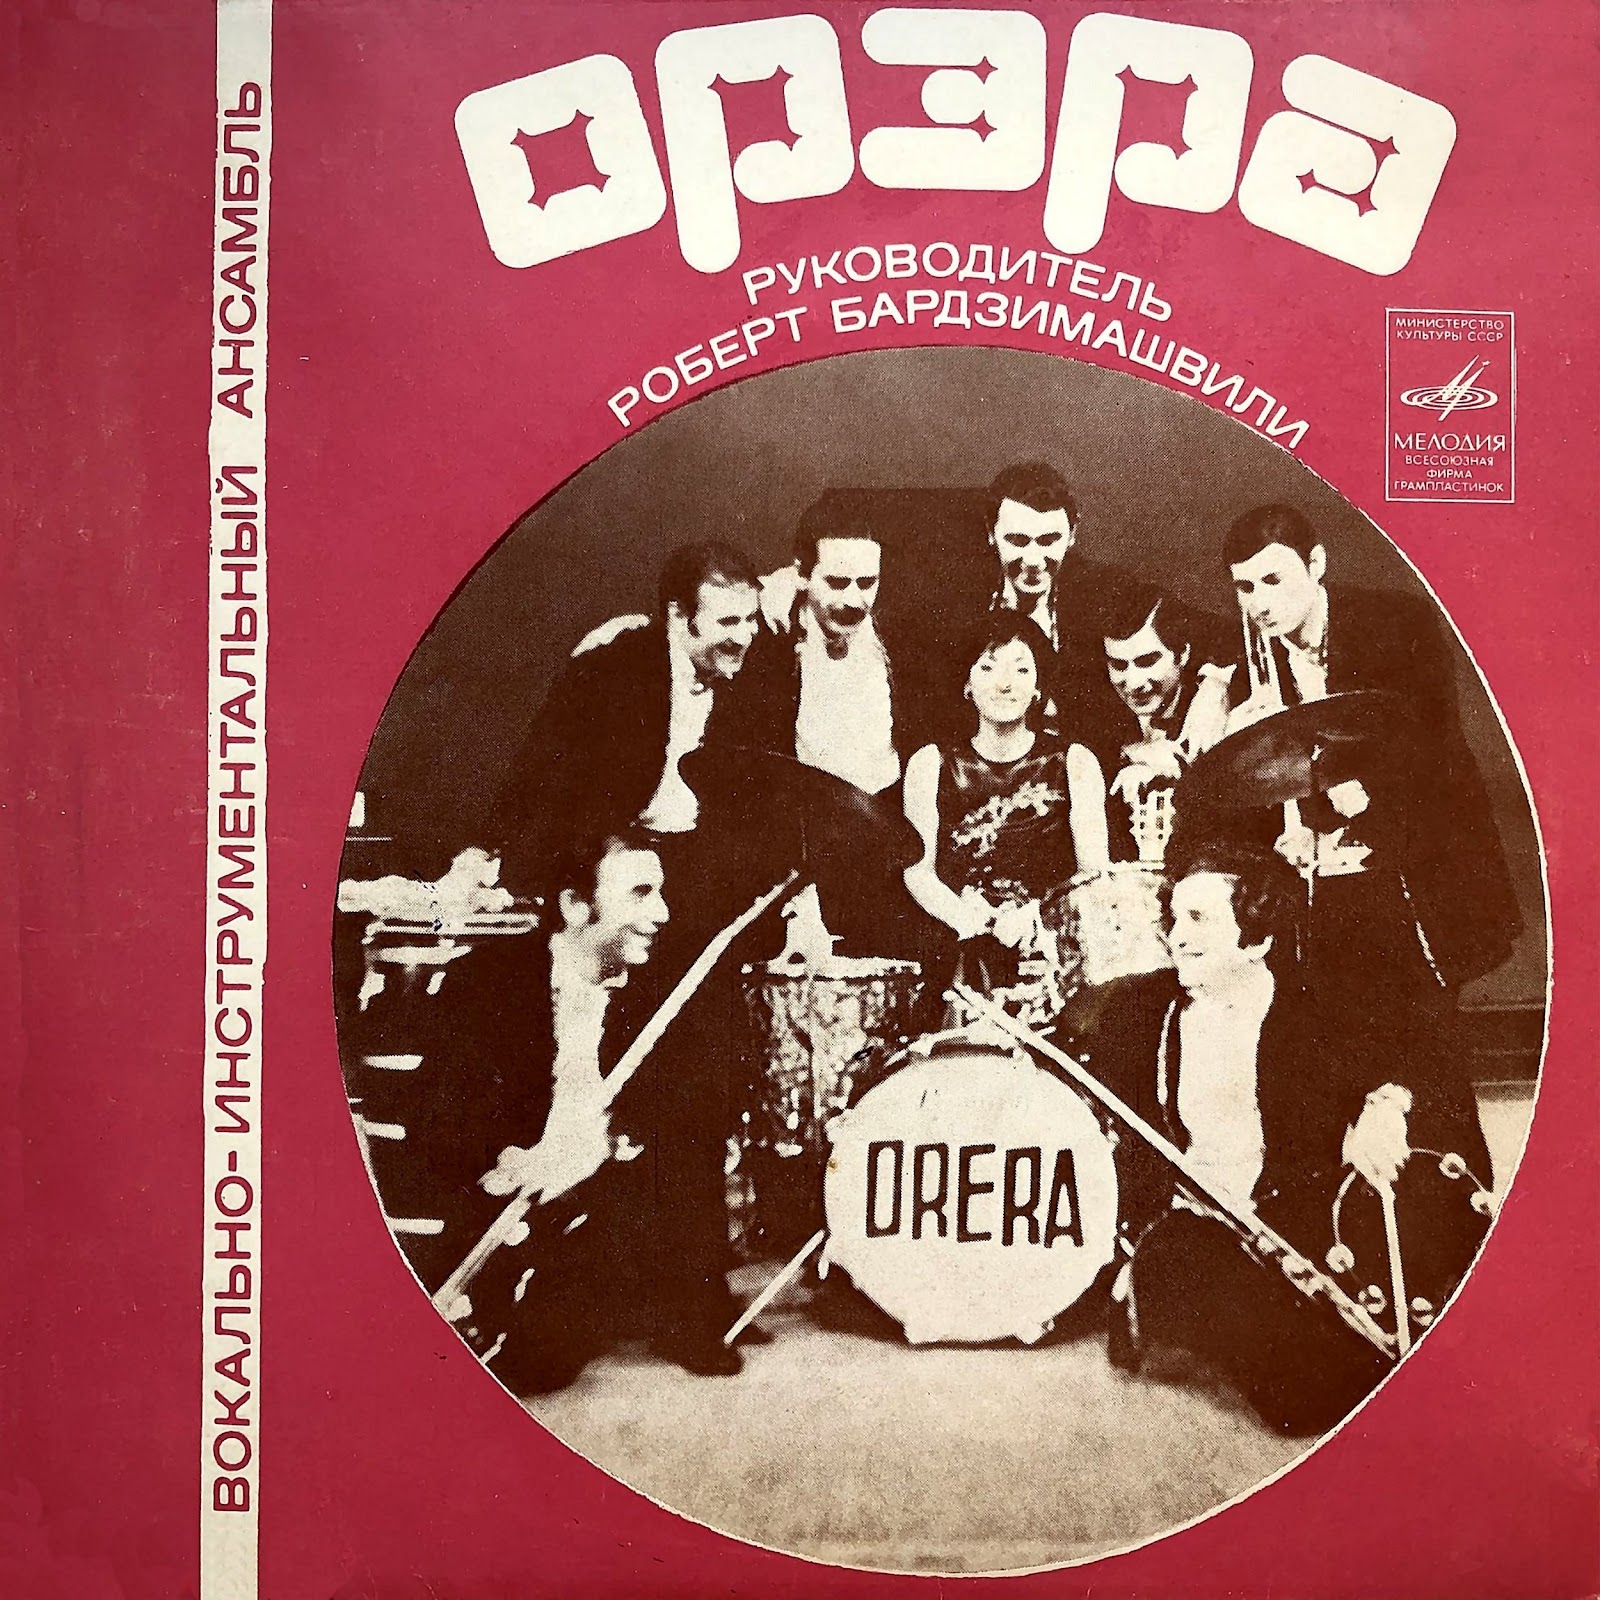 ОРЭРА
РУКОВОДИТЕЛЬ
РОБЕРТ БАРДЗИМАШВИЛИ
МИНИСТЕРСТВО
КУЛЬТУРЫ СССР
МЕЛОДИЯ
ВСЕСОЮЗНАЯ
ФИРМА
ГРАМПЛАСТИНОК
ВОКАЛЬНО-ИНСТРУМЕНТАЛЬНЫЙ АНСАМБЛЬ
ORERA